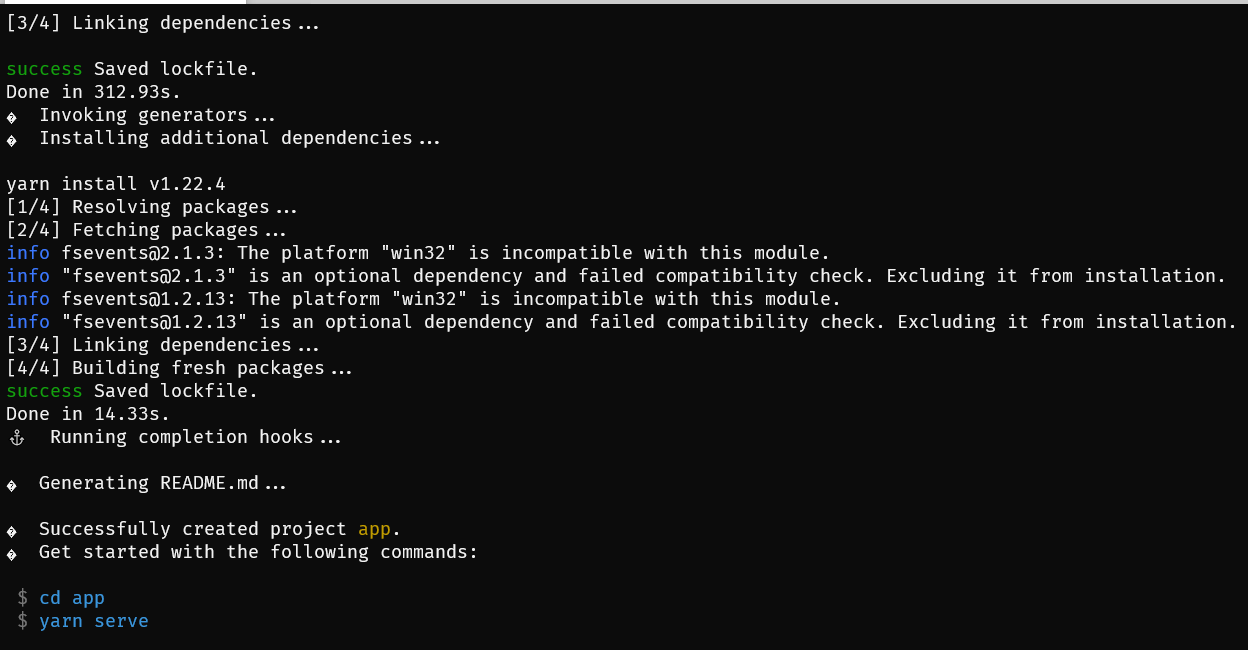 [3/4] Linking dependencies...
success Saved lockfile.
Done in 312.93s.
�  Invoking generators...
�  Installing additional dependencies...
yarn install v1.22.4
[1/4] Resolving packages...
[2/4] Fetching packages...
info fsevents@2.1.3: The platform "win32" is incompatible with this module.
info "fsevents@2.1.3" is an optional dependency and failed compatibility check. Excluding it from installation.
info fsevents@1.2.13: The platform "win32" is incompatible with this module.
info "fsevents@1.2.13" is an optional dependency and failed compatibility check. Excluding it from installation.
[3/4] Linking dependencies...
[4/4] Building fresh packages...
success Saved lockfile.
Done in 14.33s.
⚓  Running completion hooks...
�  Generating README.md...
�  Successfully created project app.
�  Get started with the following commands:
$ cd app
$ yarn serve